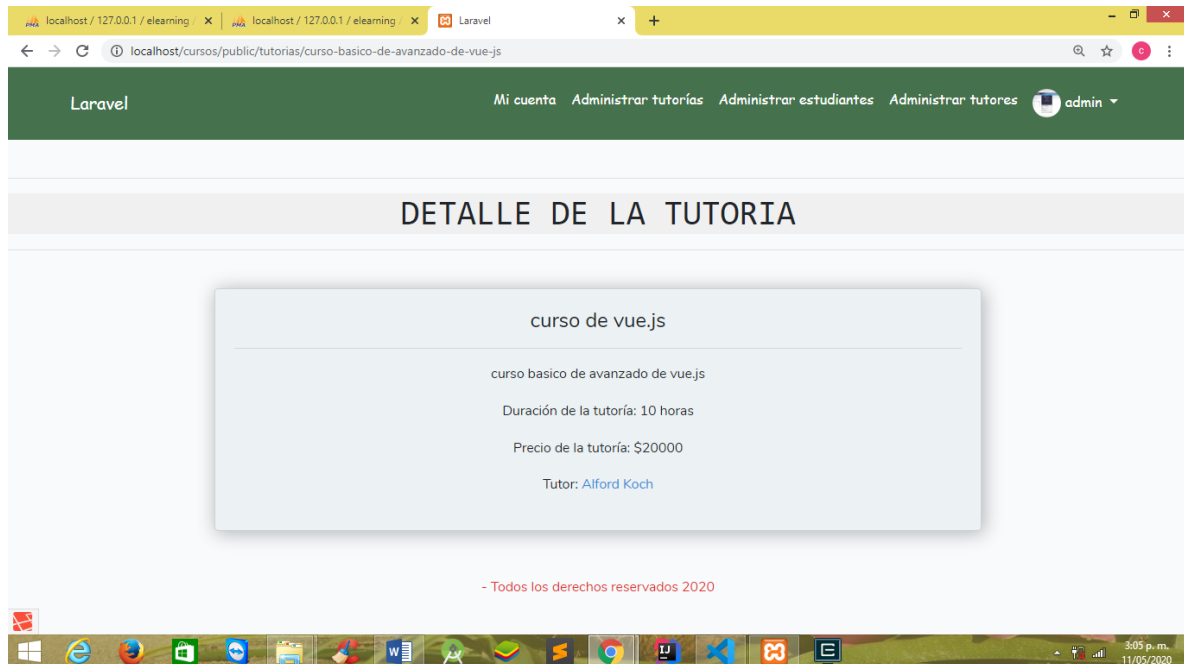 localhost / 127.0.0.1 / elearning /
localhost / 127.0.0.1 / elearning /
Laravel
localhost/cursos/public/tutorias/curso-basico-de-avanzado-de-vue-js
C
Laravel
Mi cuenta Administrar tutorías Administrar estudiantes Administrar tutores admin
DETALLE DE LA TUTORIA
curso de vue.js
curso basico de avanzado de vue.js
Duración de la tutoría: 10 horas
Precio de la tutoría: $20000
Tutor: Alford Koch
- Todos los derechos reservados 2020
3:05 p. m.
11/05/2020